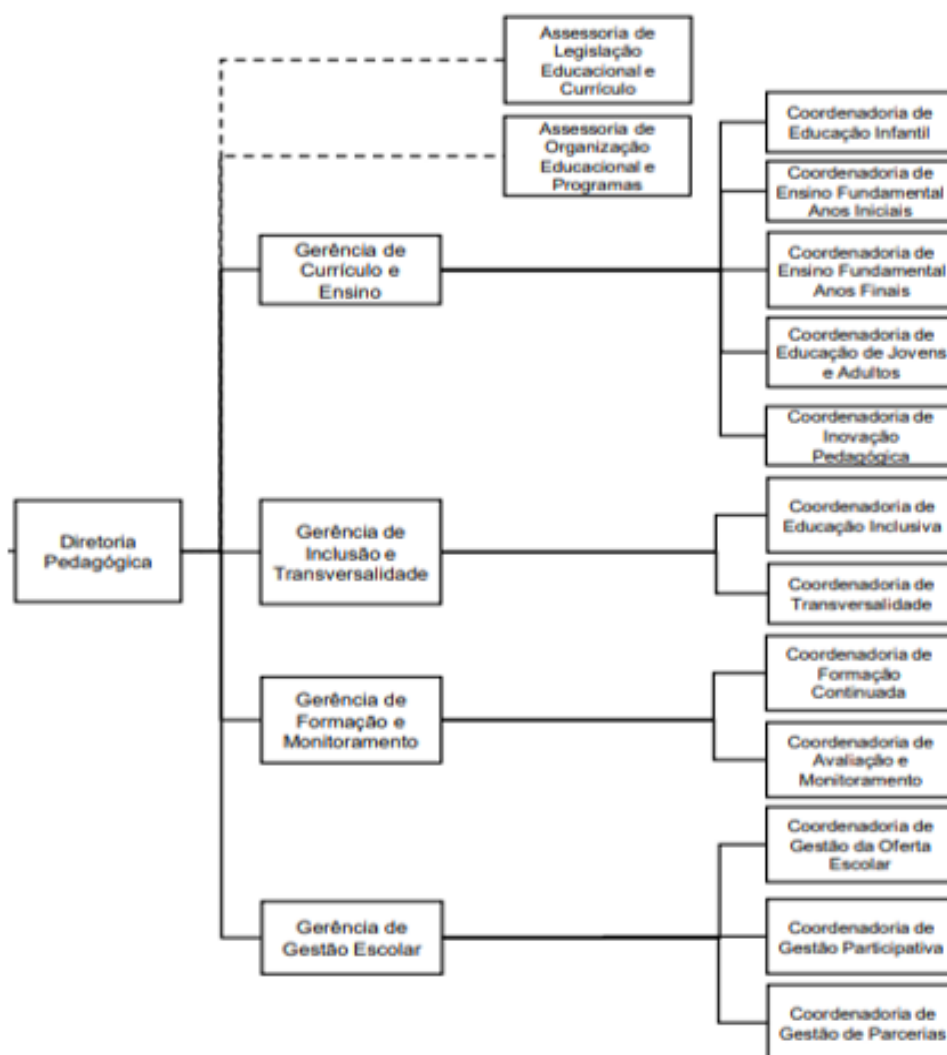 Assessoria de
Legislação
Educacional e
Currículo
Assessoria de
Organização
Educacional e
Programas
Coordenadoria de
Educação Infantil
Coordenadoria de
Ensino Fundamental
Anos Iniciais
Gerência de
Currículo e
Ensino
Coordenadoria de
Ensino Fundamental
Anos Finais
Coordenadoria de
Educação de Jovens
e Adultos
Coordenadoria de
Inovação
Pedagógica
Diretoria
Pedagógica
Gerência de
Inclusão e
Transversalidade
Coordenadoria de
Educação Inclusiva
Coordenadoria de
Transversalidade
Gerência de
Formação e
Monitoramento
Coordenadoria de
Formação
Continuada
Coordenadoria de
Avaliação e
Monitoramento
Gerência de
Gestão Escolar
Coordenadoria de
Gestão da Oferta
Escolar
Coordenadoria de
Gestão Participativa
Coordenadoria de
Gestão de Parcerias